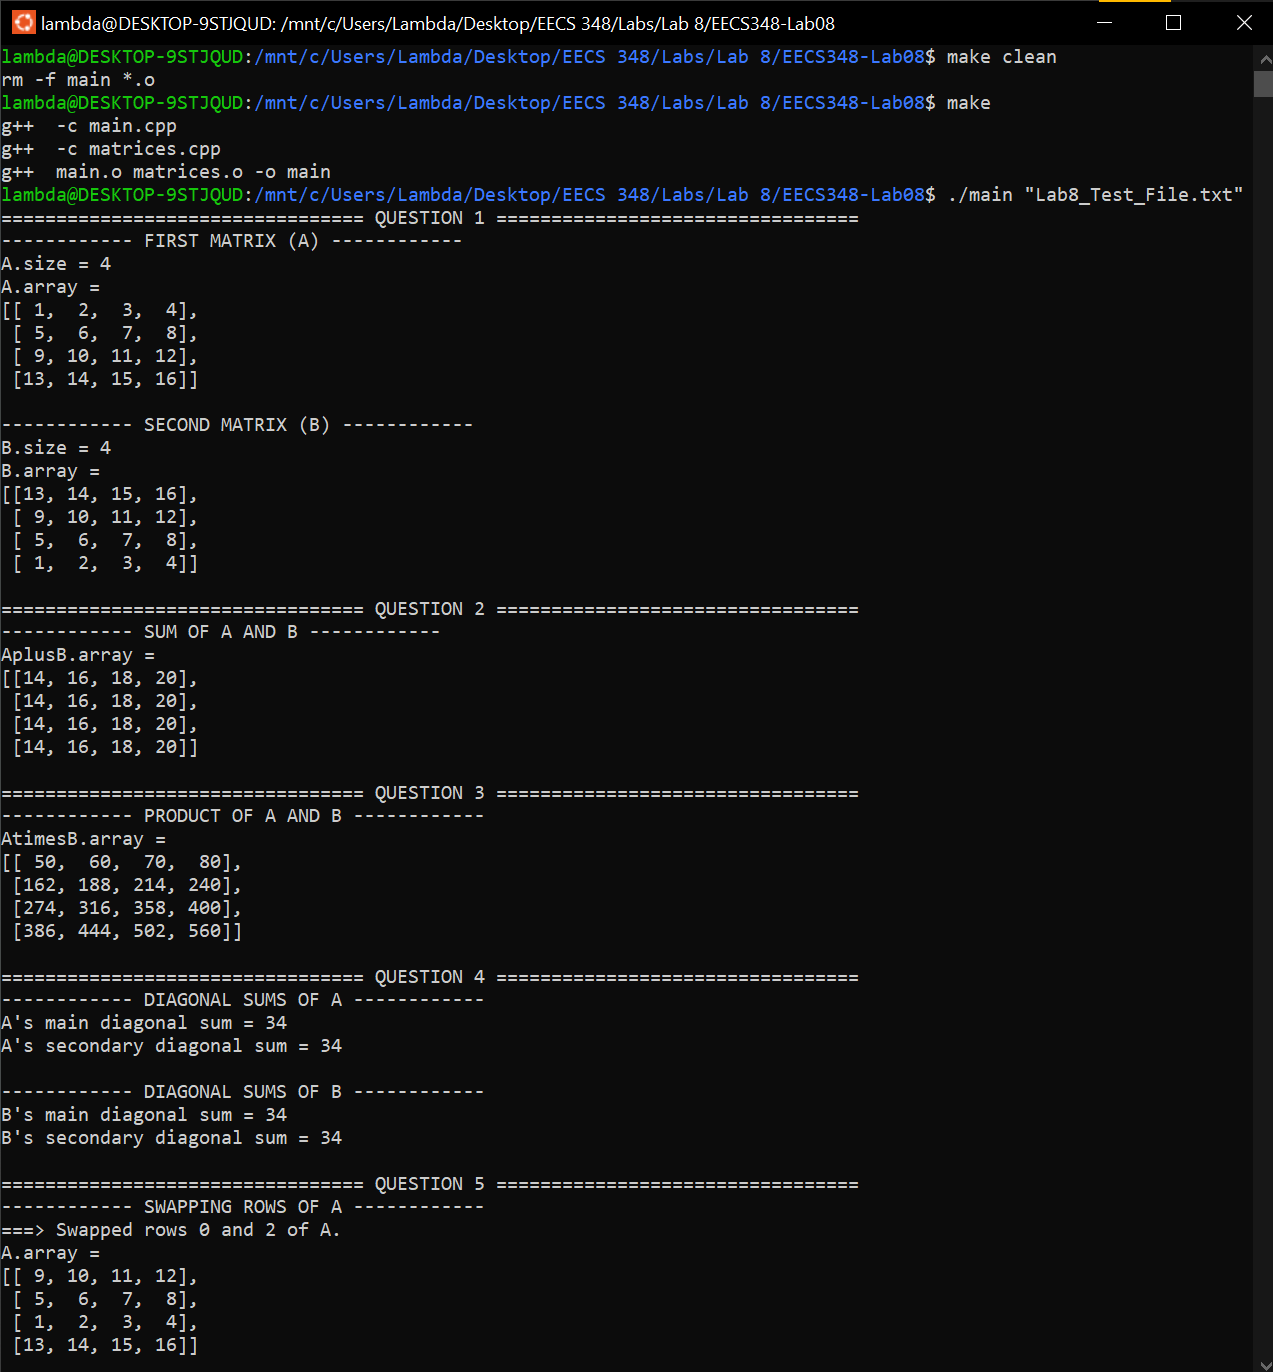 lambda@DESKTOP-9STJQUD: /mnt/c/Users/Lambda/Desktop/EECS 348/Labs/Lab 8/EECS348-Lab08
lambda@DESKTOP-9STJQUD:/mnt/c/Users/Lambda/Desktop/EECS 348/Labs/Lab 8/EECS348-Lab08$ make clean
rm -f main *.o
lambda@DESKTOP-9STJQUD:/mnt/c/Users/Lambda/Desktop/EECS 348/Labs/Lab 8/EECS348-Lab08$ make
g++  -c main.cpp
g++  -c matrices.cpp
g++  main.o matrices.o -o main
lambda@DESKTOP-9STJQUD:/mnt/c/Users/Lambda/Desktop/EECS 348/Labs/Lab 8/EECS348-Lab08$ ./main "Lab8_Test_File.txt"
================================= QUESTION 1 =================================
------------ FIRST MATRIX (A) ------------
A.size = 4
A.array =
[[ 1,  2,  3,  4],
 [ 5,  6,  7,  8],
 [ 9, 10, 11, 12],
 [13, 14, 15, 16]]
------------ SECOND MATRIX (B) ------------
B.size = 4
B.array =
[[13, 14, 15, 16],
 [ 9, 10, 11, 12],
 [ 5,  6,  7,  8],
 [ 1,  2,  3,  4]]
================================= QUESTION 2 =================================
------------ SUM OF A AND B ------------
AplusB.array =
[[14, 16, 18, 20],
 [14, 16, 18, 20],
 [14, 16, 18, 20],
 [14, 16, 18, 20]]
================================= QUESTION 3 =================================
------------ PRODUCT OF A AND B ------------
AtimesB.array =
[[ 50,  60,  70,  80],
 [162, 188, 214, 240],
 [274, 316, 358, 400],
 [386, 444, 502, 560]]
================================= QUESTION 4 =================================
------------ DIAGONAL SUMS OF A ------------
A's main diagonal sum = 34
A's secondary diagonal sum = 34
------------ DIAGONAL SUMS OF B ------------
B's main diagonal sum = 34
B's secondary diagonal sum = 34
================================= QUESTION 5 =================================
------------ SWAPPING ROWS OF A ------------
===> Swapped rows 0 and 2 of A.
A.array =
[[ 9, 10, 11, 12],
 [ 5,  6,  7,  8],
 [ 1,  2,  3,  4],
 [13, 14, 15, 16]]